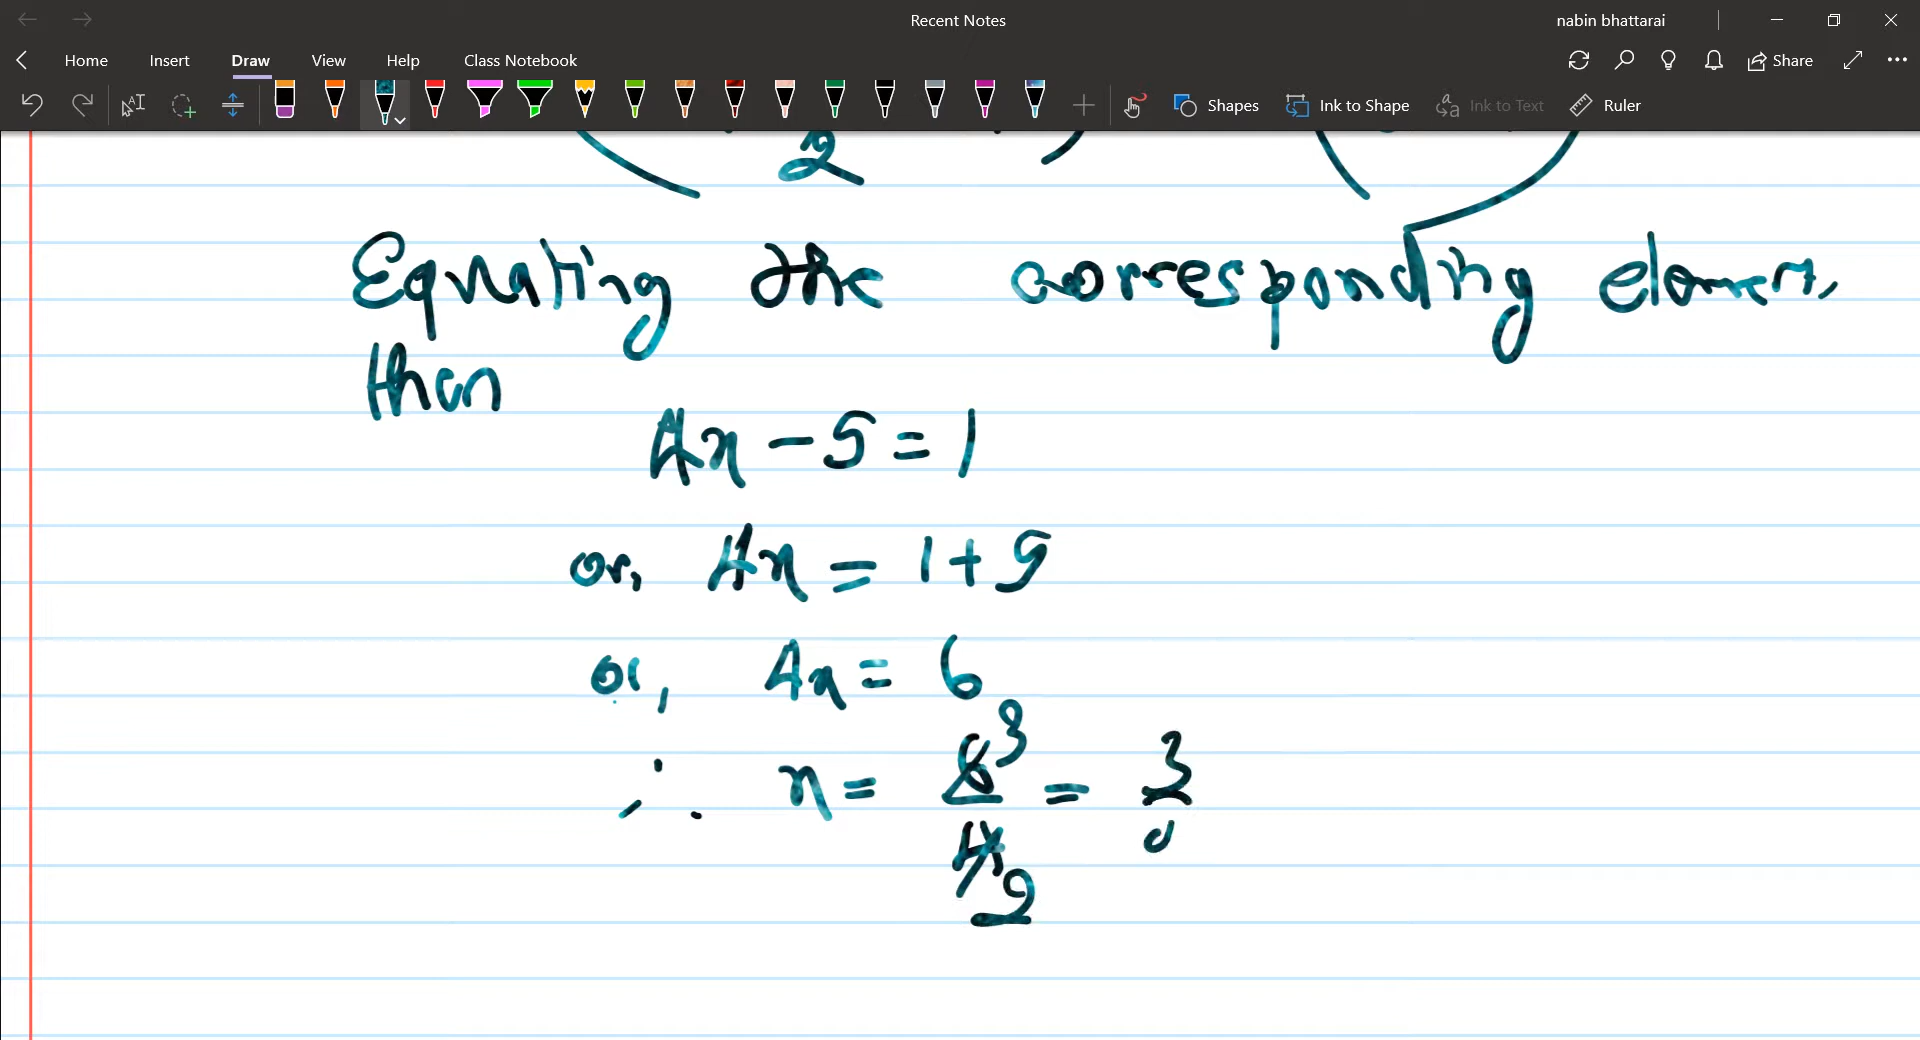 Recent Notes
nabin bhattarai
Home Insert Draw View Help Class Notebook Share
Shapes Ink to Shape Ink to Text Ruler
2
Equating the corresponding element,
then
4x - 5 = 1
or, 4x = 1 + 5
or, 4x = 6
∴ x = 6/4 = 3/
3
2